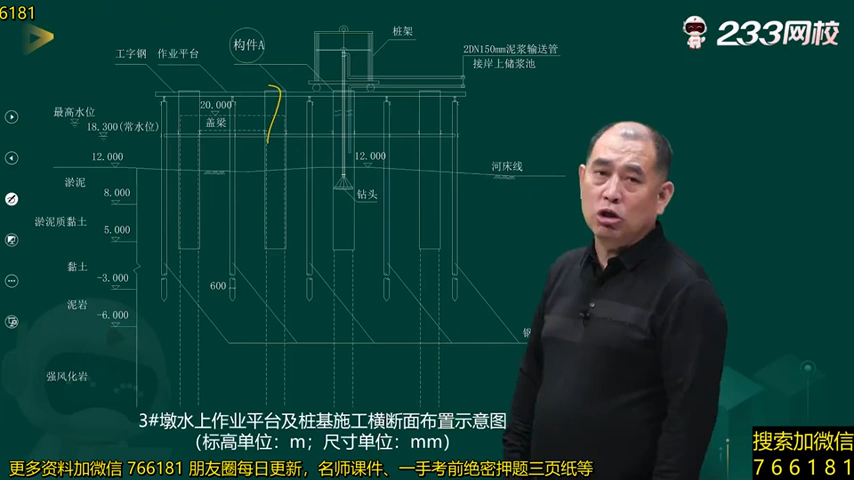 6181
233网校
构件A
桩架
工字钢
作业平台
2DN150mm泥浆输送管
接岸上储浆池
20.000
最高水位
盖梁
18.300(常水位)
12.000
12.000
河床线
淤泥
钻头
8.000
淤泥质黏土
5.000
黏土
-3.000
600
泥岩
-6.000
钢
强风化岩
3#墩水上作业平台及桩基施工横断面布置示意图
（标高单位：m；尺寸单位：mm）
搜索加微信
766181
更多资料加微信 766181 朋友圈每日更新，名师课件、一手考前绝密押题三页纸等